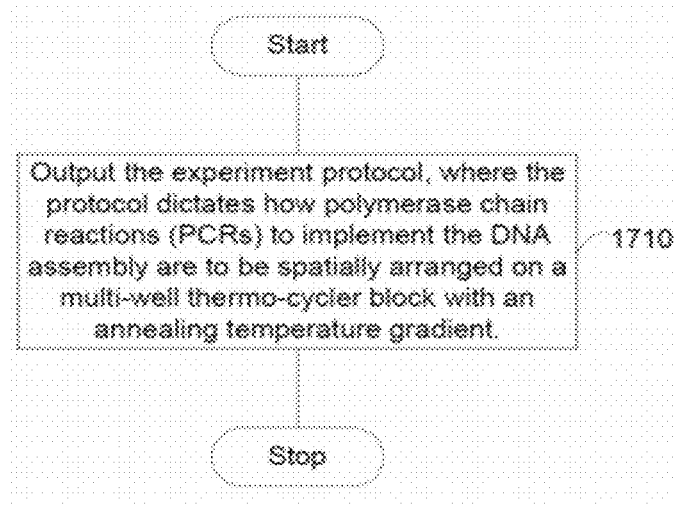 Start
Output the experiment protocol, where the
protocol dictates how polymerase chain
reactions (PCRs) to implement the DNA
assembly are to be spatially arranged on a
multi-well thermo-cycler block with an
annealing temperature gradient.
1710
Stop